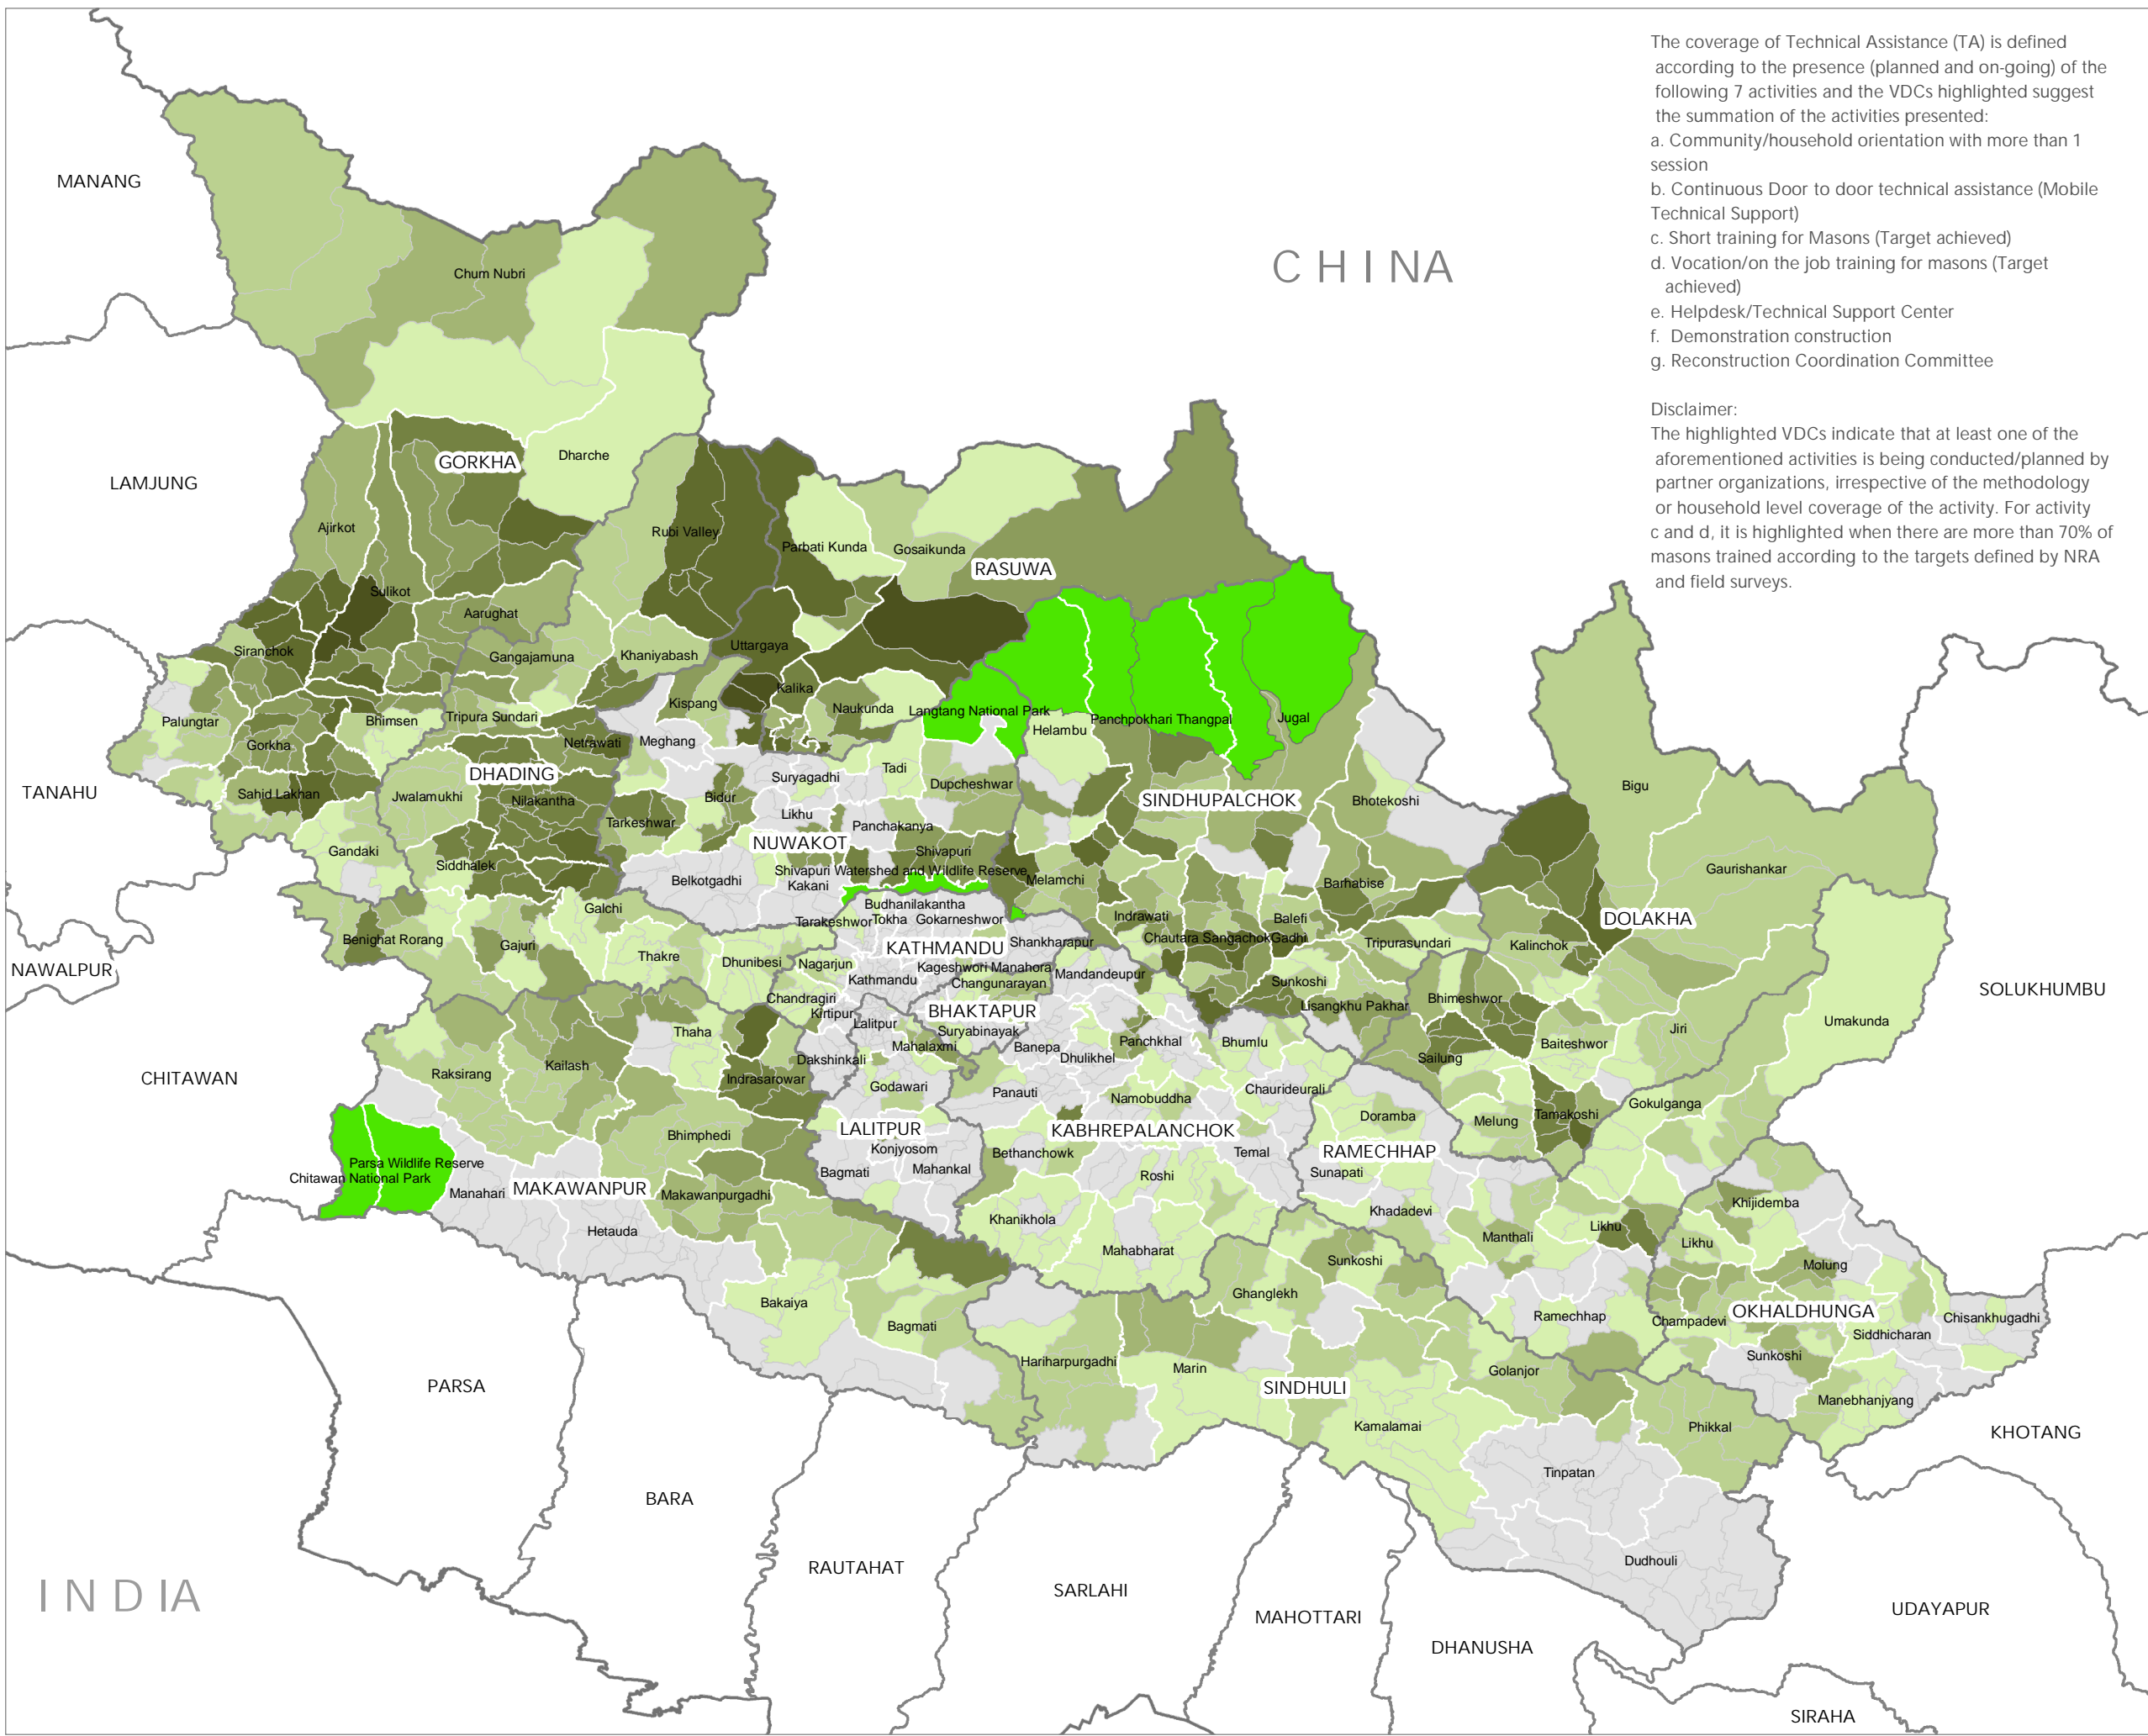 The coverage of Technical Assistance (TA) is defined
according to the presence (planned and on-going) of the
following 7 activities and the VDCs highlighted suggest
the summation of the activities presented:
a. Community/household orientation with more than 1
session
b. Continuous Door to door technical assistance (Mobile
Technical Support)
c. Short training for Masons (Target achieved)
d. Vocation/on the job training for masons (Target
achieved)
e. Helpdesk/Technical Support Center
f. Demonstration construction
g. Reconstruction Coordination Committee
Disclaimer:
The highlighted VDCs indicate that at least one of the
aforementioned activities is being conducted/planned by
partner organizations, irrespective of the methodology
or household level coverage of the activity. For activity
c and d, it is highlighted when there are more than 70% of
masons trained according to the targets defined by NRA
and field surveys.
MANANG
CHINA
Chum Nubri
Dharche
GORKHA
LAMJUNG
Ajirkot
Rubi Valley
Parbati Kunda
Gosaikunda
RASUWA
Sulikot
Aarughat
Siranchok
Gangajamuna
Khaniyabash
Uttargaya
Kalika
Kispang
Naukunda
Langtang National Park
Panchpokhari Thangpal
Jugal
Helambu
Palungtar
Bhimsen
Tripura Sundari
Gorkha
Netrawati
Meghang
DHADING
Suryagadhi
Tadi
Dupcheshwar
TANAHU
Sahid Lakhan
Jwalamukhi
Nilakantha
Bidur
SINDHUPALCHOK
Bhotekoshi
Bigu
Tarkeshwar
Likhu
Panchakanya
NUWAKOT
Gandaki
Siddhalek
Shivapuri
Shivapuri Watershed and Wildlife Reserve
Belkotgadhi
Kakani
Melamchi
Barhabise
Gaurishankar
Galchi
Budhanilakantha
Tarakeshwor
Tokha
Gokarneshwor
Indrawati
Balefi
DOLAKHA
Benighat Rorang
Gajuri
Thakre
Dhunibesi
Nagarjun
KATHMANDU
Shankharapur
Chautara Sangachok Gadhi
Tripurasundari
Kalinchok
NAWALPUR
Kathmandu
Kageshwori Manahora
Changunarayan
Mandandeupur
Sunkoshi
Lisangkhu Pakhar
Bhimeshwor
SOLUKHUMBU
Chandragiri
Kirtipur
BHAKTAPUR
Thaha
Lalitpur
Suryabinayak
Mahalaxmi
Banepa
Dhulikhel
Panchkhal
Bhumlu
Sailung
Baiteshwor
Jiri
Umakunda
CHITAWAN
Raksirang
Kailash
Indrasarowar
Dakshinkali
Godawari
Panauti
Namobuddha
Chaurideurali
Doramba
Melung
Tamakoshi
Gokulganga
Bhimphedi
LALITPUR
Konjyosom
KABHREPALANCHOK
Temal
RAMECHHAP
Parsa Wildlife Reserve
Chitawan National Park
Bagmati
Mahankal
Bethanchowk
Roshi
Sunapati
Manahari
MAKAWANPUR
Makawanpurgadhi
Hetauda
Khanikhola
Mahabharat
Khadadevi
Manthali
Likhu
Khijidemba
Likhu
Molung
Sunkoshi
Ghanglekh
Bakaiya
Bagmati
Ramechhap
Champadevi
OKHALDHUNGA
Siddhicharan
Chisankhugadhi
Hariharpurgadhi
Marin
Golanjor
Sunkoshi
SINDHULI
Manebhanjyang
PARSA
Kamalamai
Phikkal
KHOTANG
Tinpatan
BARA
Dudhouli
RAUTAHAT
SARLAHI
INDIA
MAHOTTARI
UDAYAPUR
DHANUSHA
SIRAHA